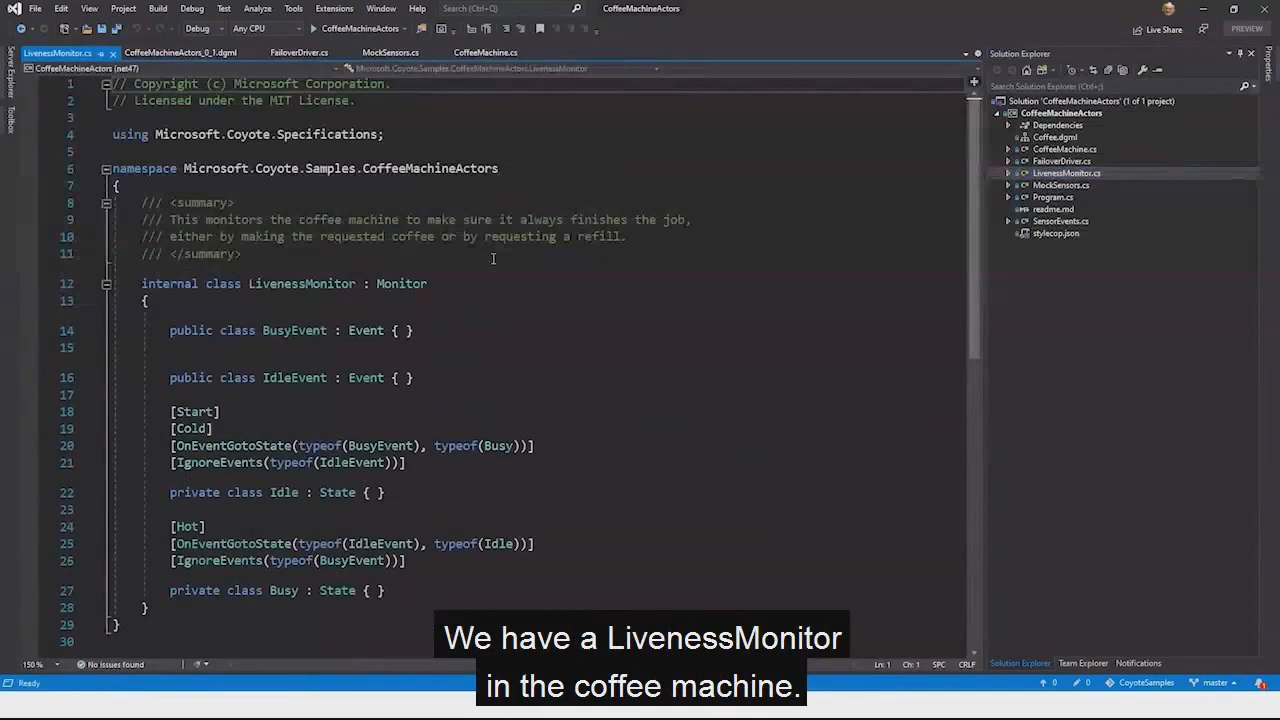 File Edit View Project Build Debug Test Analyze Tools Extensions Window Help Search (Ctrl+Q) CoffeeMachineActors
Debug Any CPU CoffeeMachineActors Live Share PREVIEW
LivenessMonitor.cs CoffeeMachineActors_0_1.dgml FailoverDriver.cs MockSensors.cs CoffeeMachine.cs
CoffeeMachineActors (net47) Microsoft.Coyote.Samples.CoffeeMachineActors.LivenessMonitor
Server Explorer
Toolbox
1 // Copyright (c) Microsoft Corporation.
2 // Licensed under the MIT License.
3
4 using Microsoft.Coyote.Specifications;
5
6 namespace Microsoft.Coyote.Samples.CoffeeMachineActors
7 {
8 /// <summary>
9 /// This monitors the coffee machine to make sure it always finishes the job,
10 /// either by making the requested coffee or by requesting a refill.
11 /// </summary>
12 internal class LivenessMonitor : Monitor
13 {
14 public class BusyEvent : Event { }
15
16 public class IdleEvent : Event { }
17
18 [Start]
19 [Cold]
20 [OnEventGotoState(typeof(BusyEvent), typeof(Busy))]
21 [IgnoreEvents(typeof(IdleEvent))]
22 private class Idle : State { }
23
24 [Hot]
25 [OnEventGotoState(typeof(IdleEvent), typeof(Idle))]
26 [IgnoreEvents(typeof(BusyEvent))]
27 private class Busy : State { }
28 }
29 }
30
Solution Explorer
Search Solution Explorer (Ctrl+;)
Solution 'CoffeeMachineActors' (1 of 1 project)
CoffeeMachineActors
Dependencies
Coffee.dgml
CoffeeMachine.cs
FailoverDriver.cs
LivenessMonitor.cs
MockSensors.cs
Program.cs
readme.md
SensorEvents.cs
stylecop.json
Properties
We have a LivenessMonitor
in the coffee machine.
150 % No issues found Ln: 1 Ch: 1 SPC CRLF
Solution Explorer Team Explorer Notifications
Ready 0 0 CoyoteSamples master 1